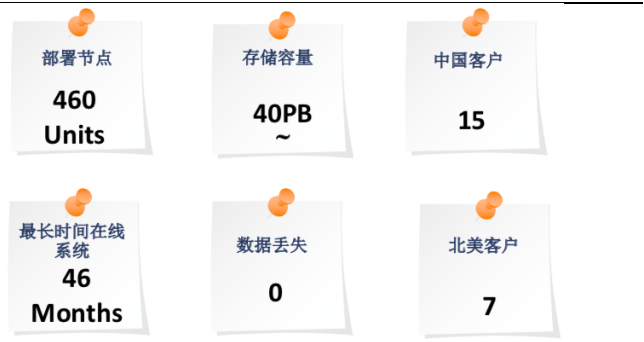 部署节点
460
Units
存储容量
40PB
~
中国客户
15
最长时间在线
系统
46
Months
数据丢失
0
北美客户
7